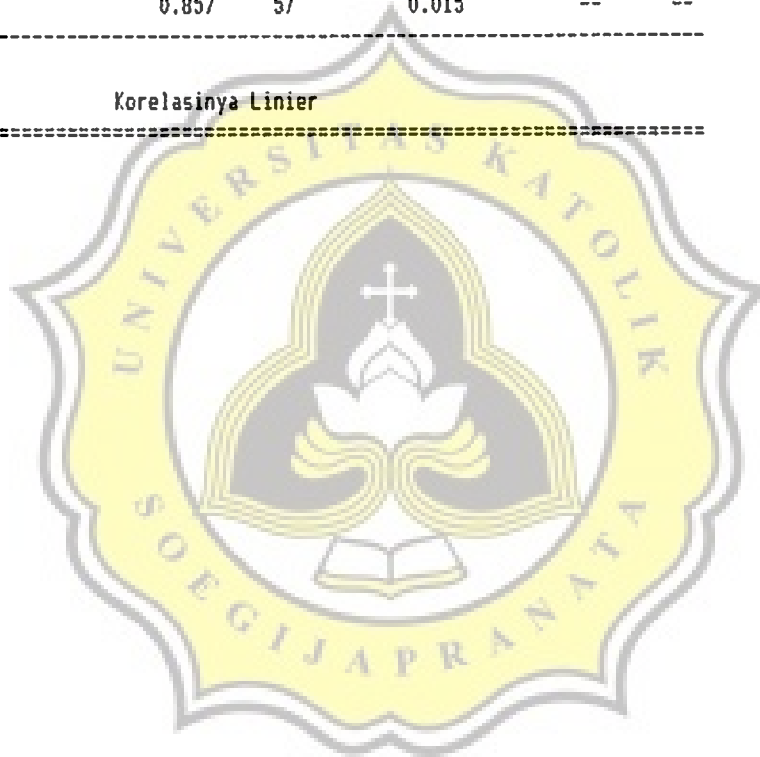 0.857 57 0.015 -- --
--------------------------------------------------
Korelasinya Linier
==================================================
UNIVERSITAS KATOLIK
SOEGIJAPRANATA